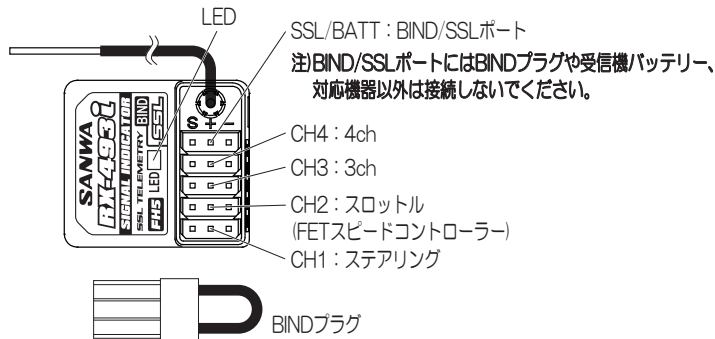 LED
SSL/BATT：BIND/SSLポート
注)BIND/SSLポートにはBINDプラグや受信機バッテリー、
対応機器以外は接続しないでください。
S + −
CH4：4ch
CH3：3ch
CH2：スロットル
(FETスピードコントローラー)
CH1：ステアリング
SANWA
RX-493i
SIGNAL INDICATOR
SSL TELEMETRY
FH5 LED
BIND
SSL
BINDプラグ